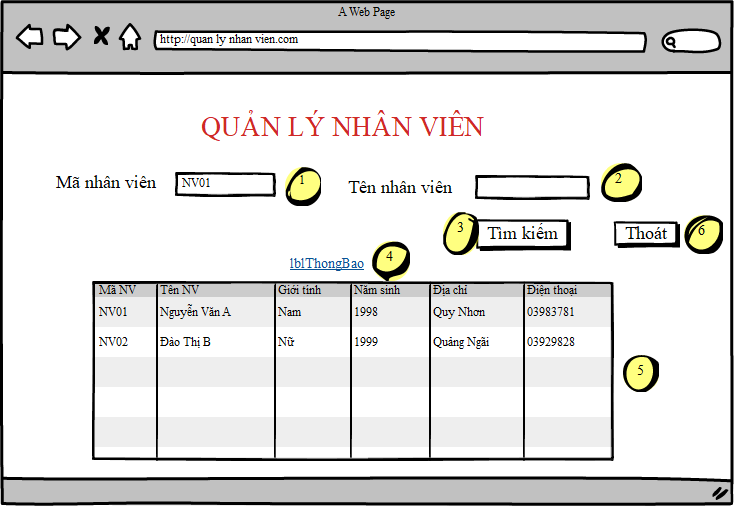 A Web Page
http://quan ly nhan vien.com
QUẢN LÝ NHÂN VIÊN
Mã nhân viên NV01 1 Tên nhân viên 2
3 Tìm kiếm Thoát 6
lblThongBao 4
Mã NV Tên NV Giới tính Năm sinh Địa chỉ Điện thoại
NV01 Nguyễn Văn A Nam 1998 Quy Nhơn 03983781
NV02 Đào Thị B Nữ 1999 Quảng Ngãi 03929828
5